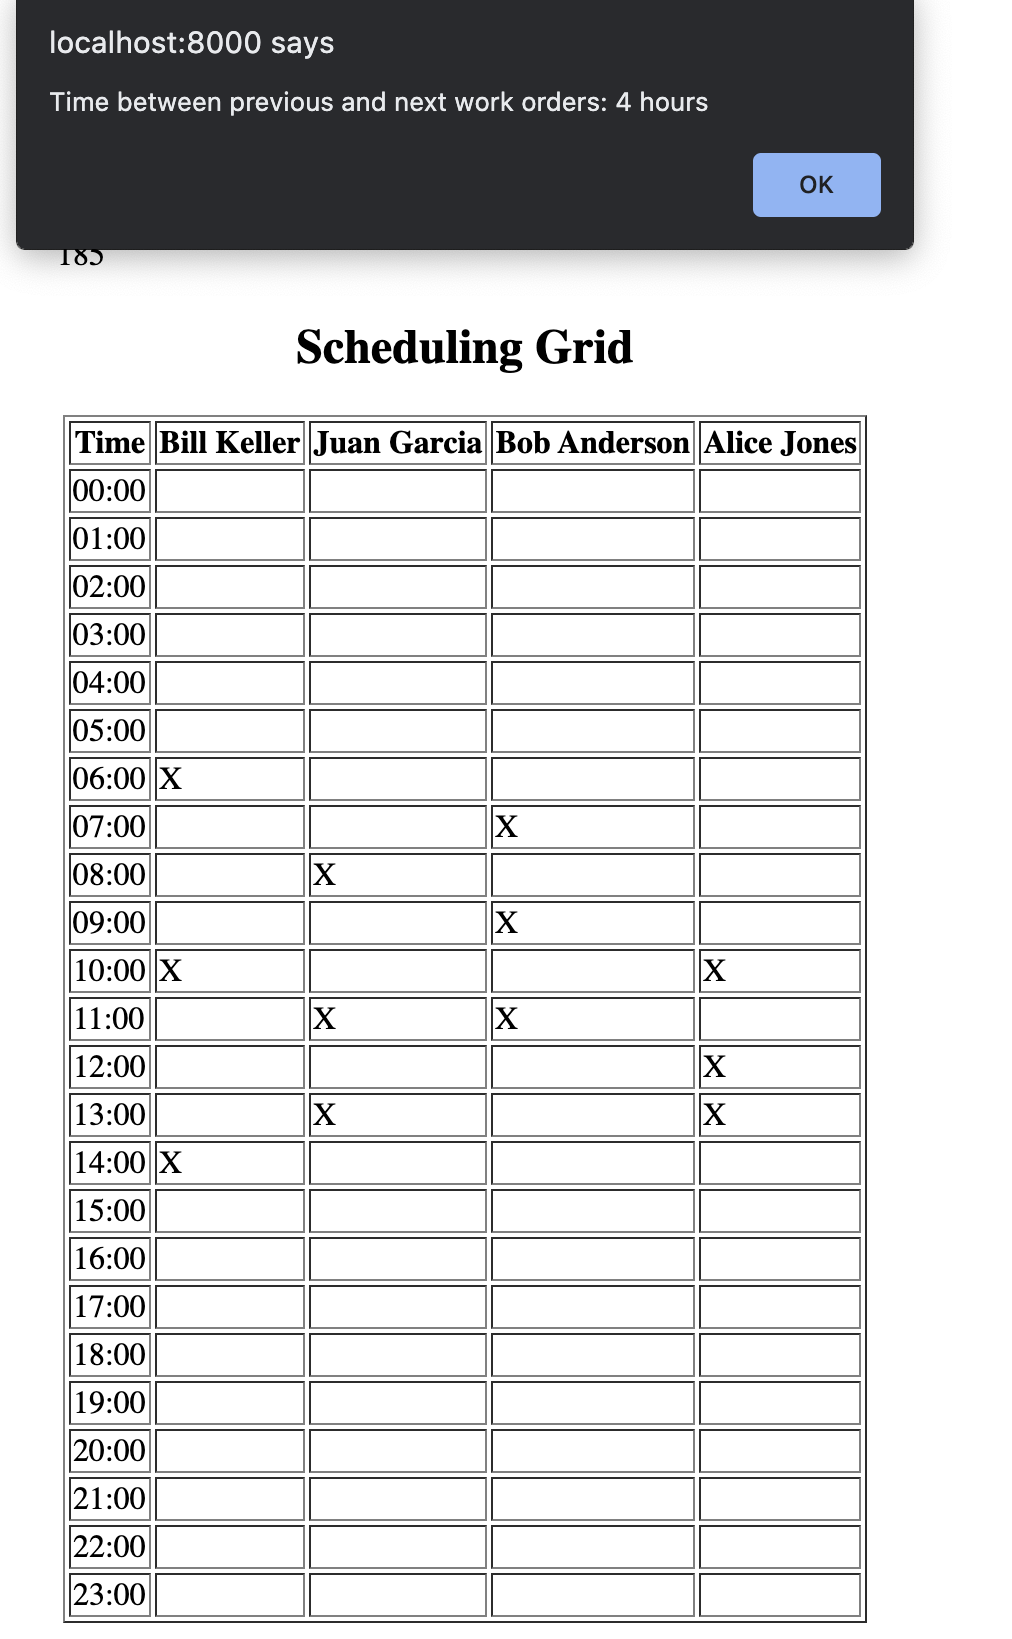 localhost:8000 says
Time between previous and next work orders: 4 hours
OK
185
Scheduling Grid
Time Bill Keller Juan Garcia Bob Anderson Alice Jones
00:00
01:00
02:00
03:00
04:00
05:00
06:00 X
07:00 X
08:00 X
09:00 X
10:00 X X
11:00 X X
12:00 X
13:00 X X
14:00 X
15:00
16:00
17:00
18:00
19:00
20:00
21:00
22:00
23:00